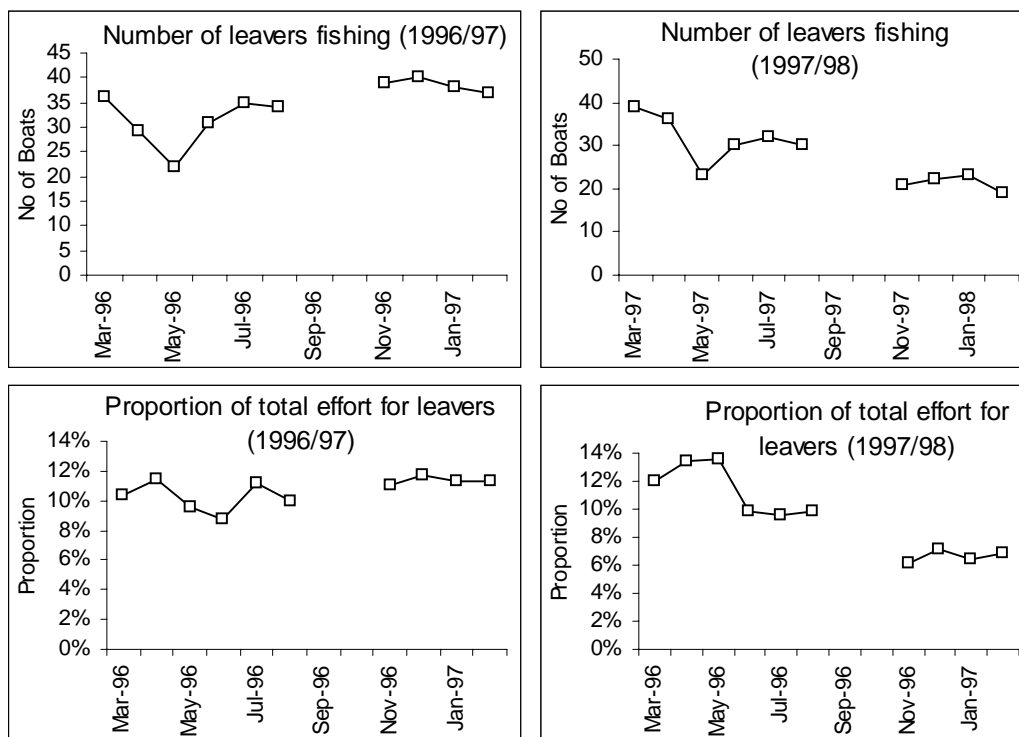 Number of leavers fishing (1996/97)
No of Boats
45
40
35
30
25
20
15
10
5
0
Mar-96
May-96
Jul-96
Sep-96
Nov-96
Jan-97
Number of leavers fishing
(1997/98)
No of Boats
50
40
30
20
10
0
Mar-97
May-97
Jul-97
Sep-97
Nov-97
Jan-98
Proportion of total effort for leavers
(1996/97)
Proportion
14%
12%
10%
8%
6%
4%
2%
0%
Mar-96
May-96
Jul-96
Sep-96
Nov-96
Jan-97
Proportion of total effort for
leavers (1997/98)
Proportion
14%
12%
10%
8%
6%
4%
2%
0%
Mar-96
May-96
Jul-96
Sep-96
Nov-96
Jan-97